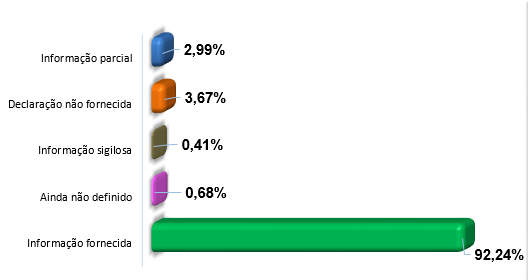 Informação parcial 2,99%
Declaração não fornecida 3,67%
Informação sigilosa 0,41%
Ainda não definido 0,68%
Informação fornecida 92,24%